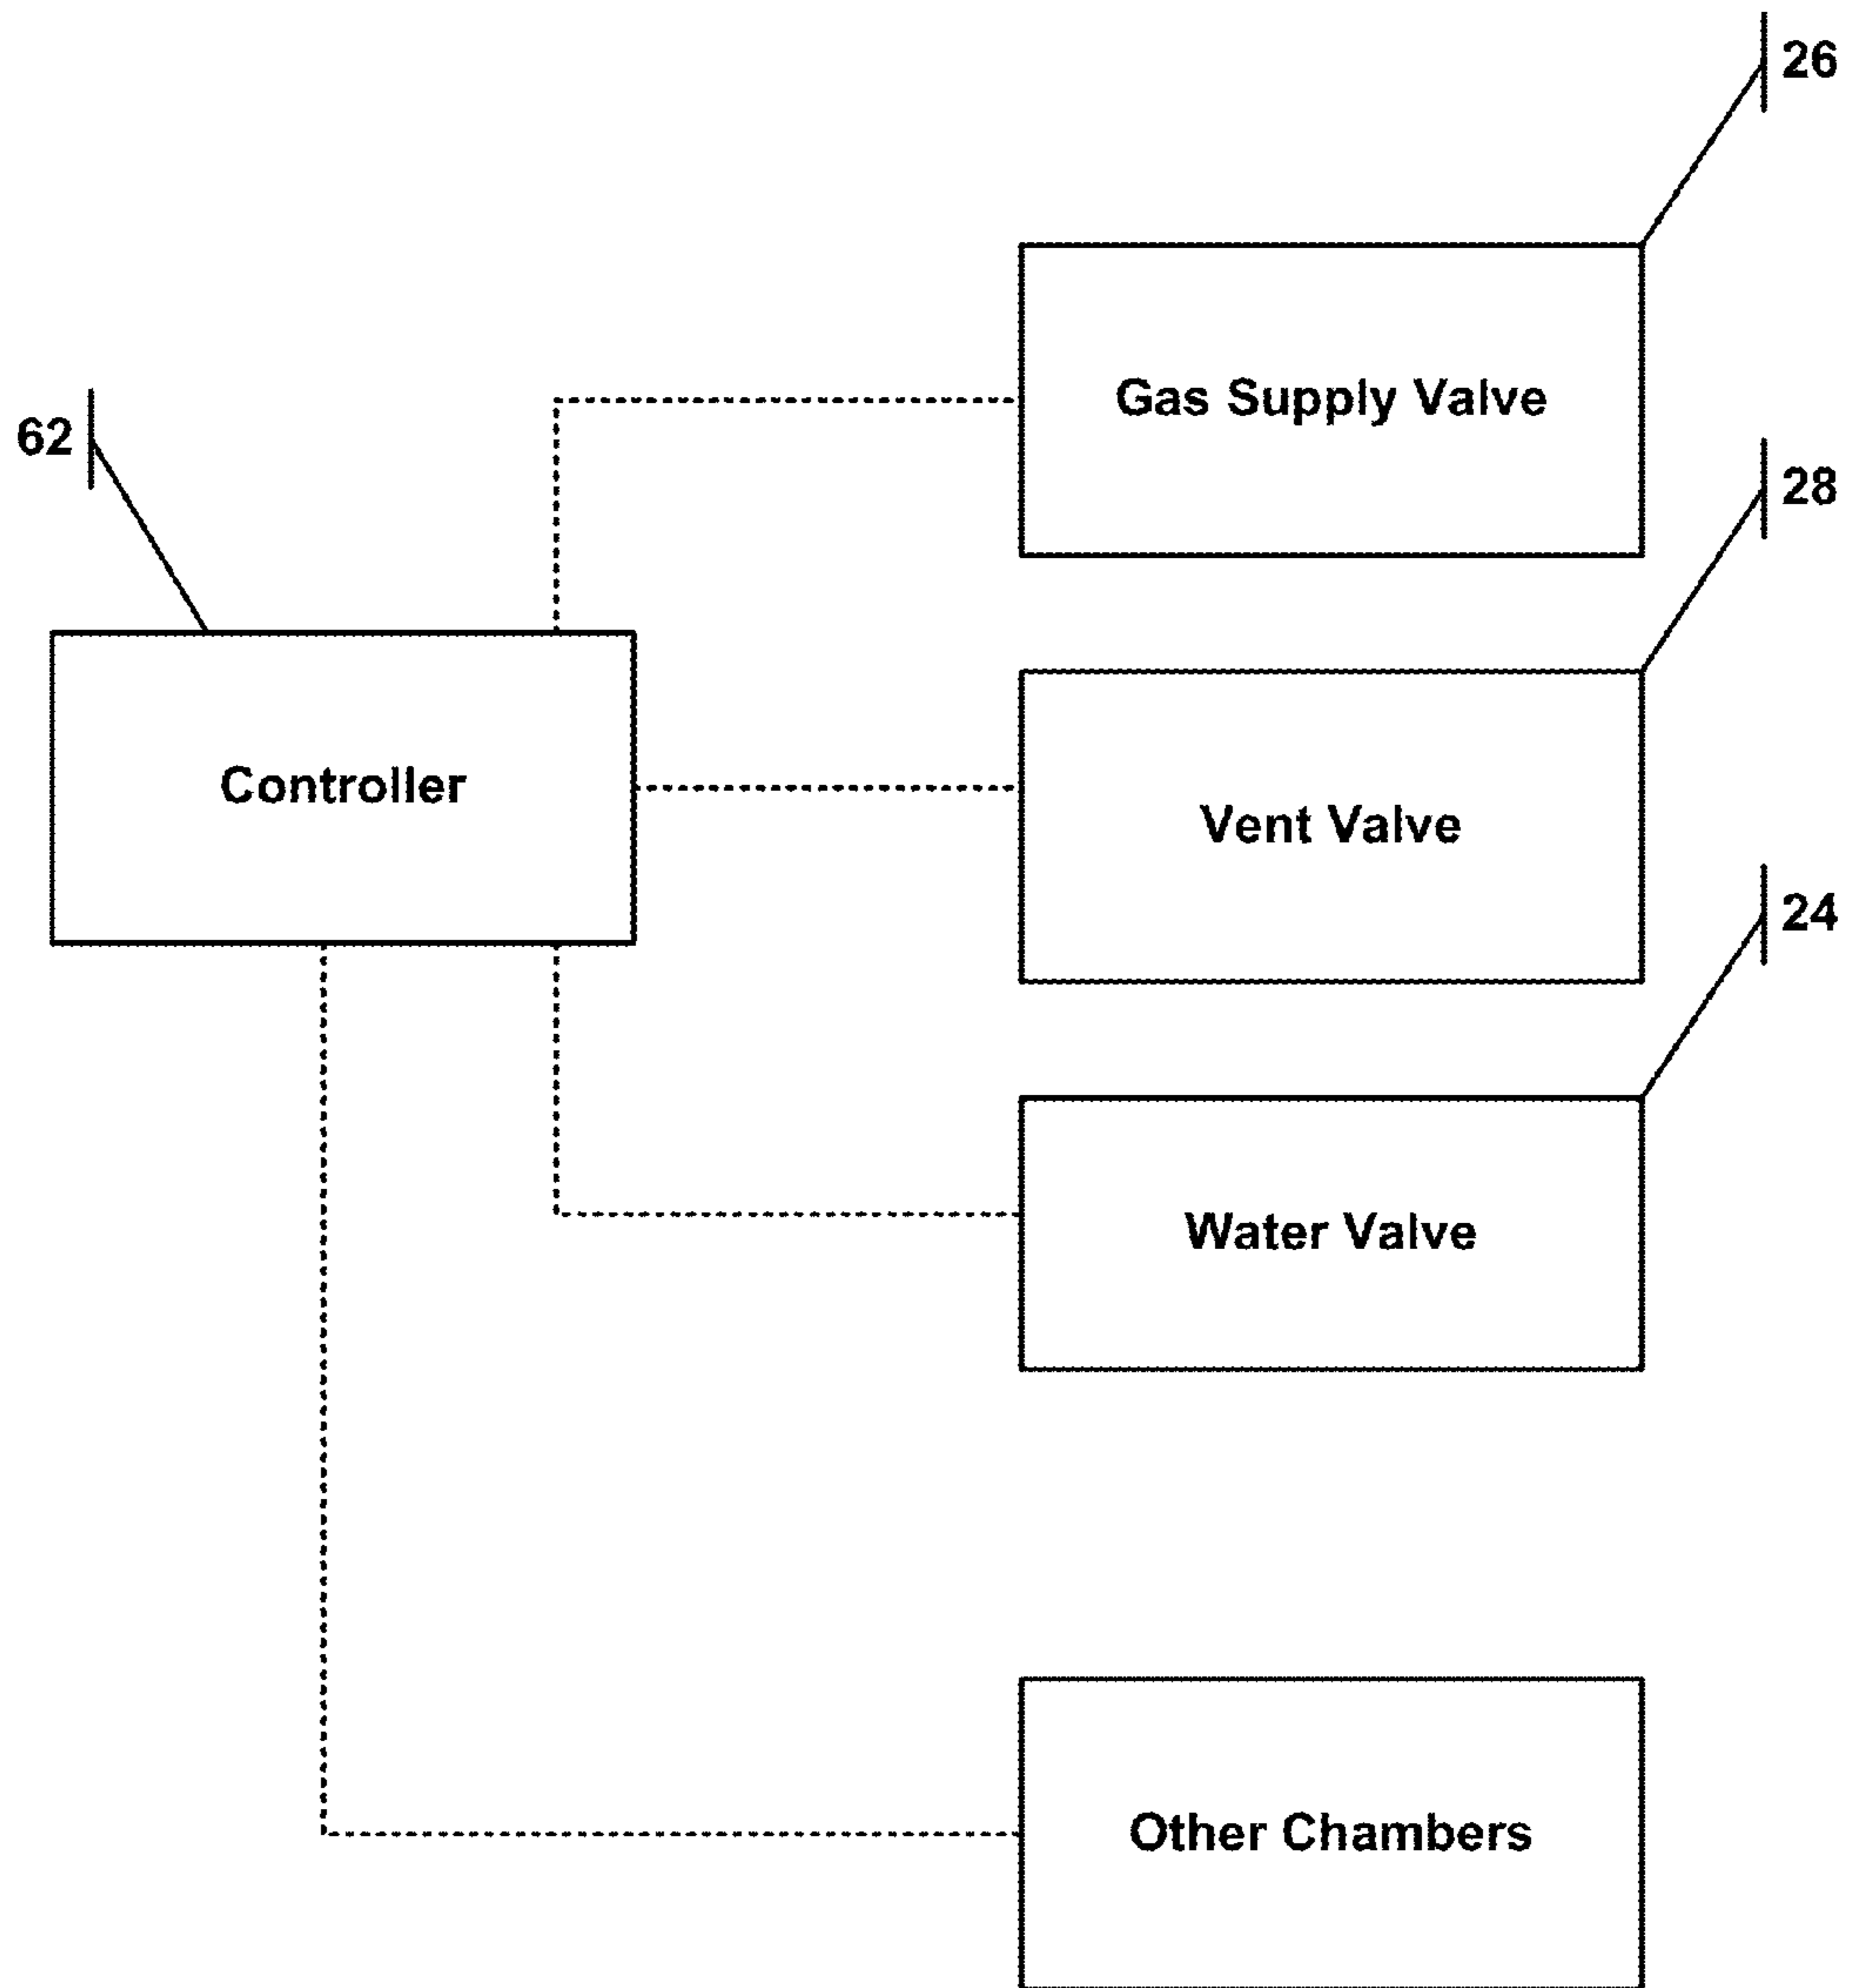 26
Gas Supply Valve
62
28
Controller
Vent Valve
24
Water Valve
Other Chambers